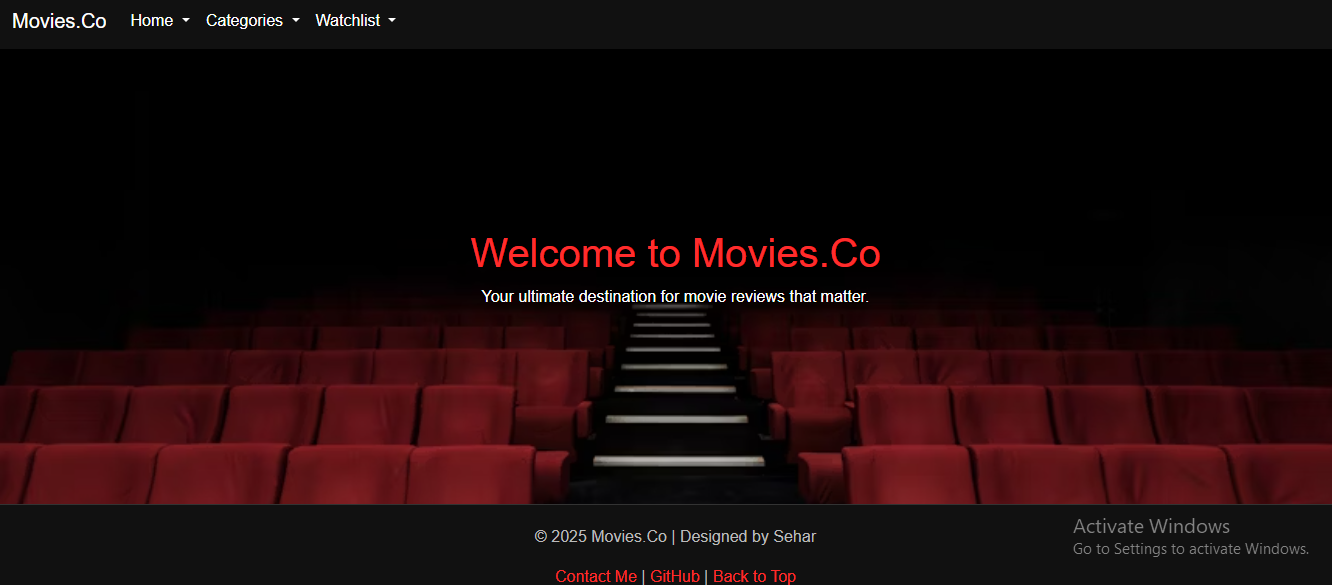 Movies.Co Home Categories Watchlist
Welcome to Movies.Co
Your ultimate destination for movie reviews that matter.
© 2025 Movies.Co | Designed by Sehar
Contact Me | GitHub | Back to Top
Activate Windows
Go to Settings to activate Windows.